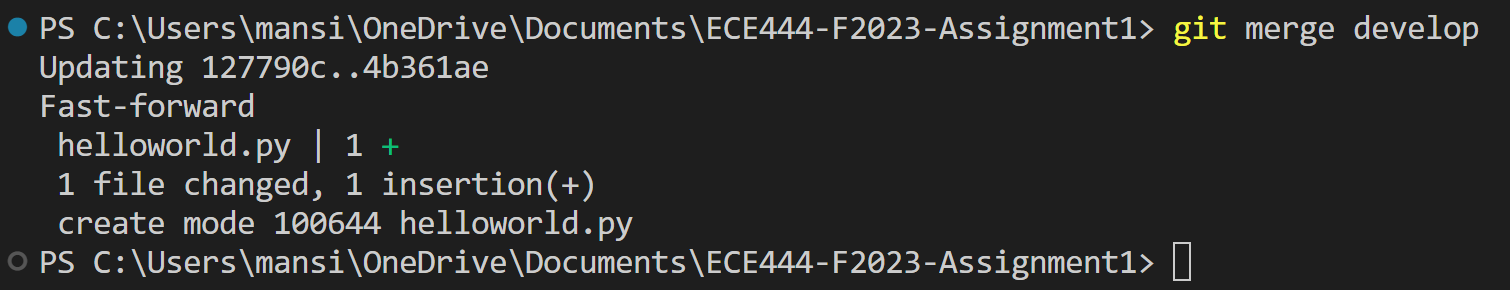 PS C:\Users\mansi\OneDrive\Documents\ECE444-F2023-Assignment1> git merge develop
Updating 127790c..4b361ae
Fast-forward
 helloworld.py | 1 +
 1 file changed, 1 insertion(+)
 create mode 100644 helloworld.py
PS C:\Users\mansi\OneDrive\Documents\ECE444-F2023-Assignment1>